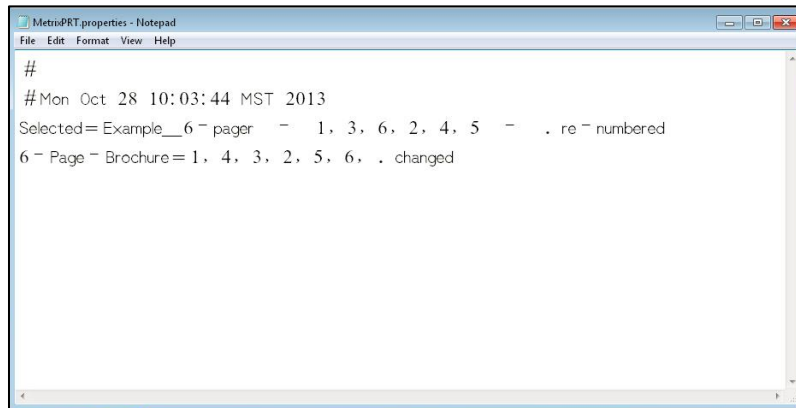 MetrixPRT.properties - Notepad
File Edit Format View Help
#
#Mon Oct 28 10:03:44 MST 2013
Selected=Example__6-pager - 1, 3, 6, 2, 4, 5 - . re-numbered
6-Page-Brochure=1, 4, 3, 2, 5, 6, . changed